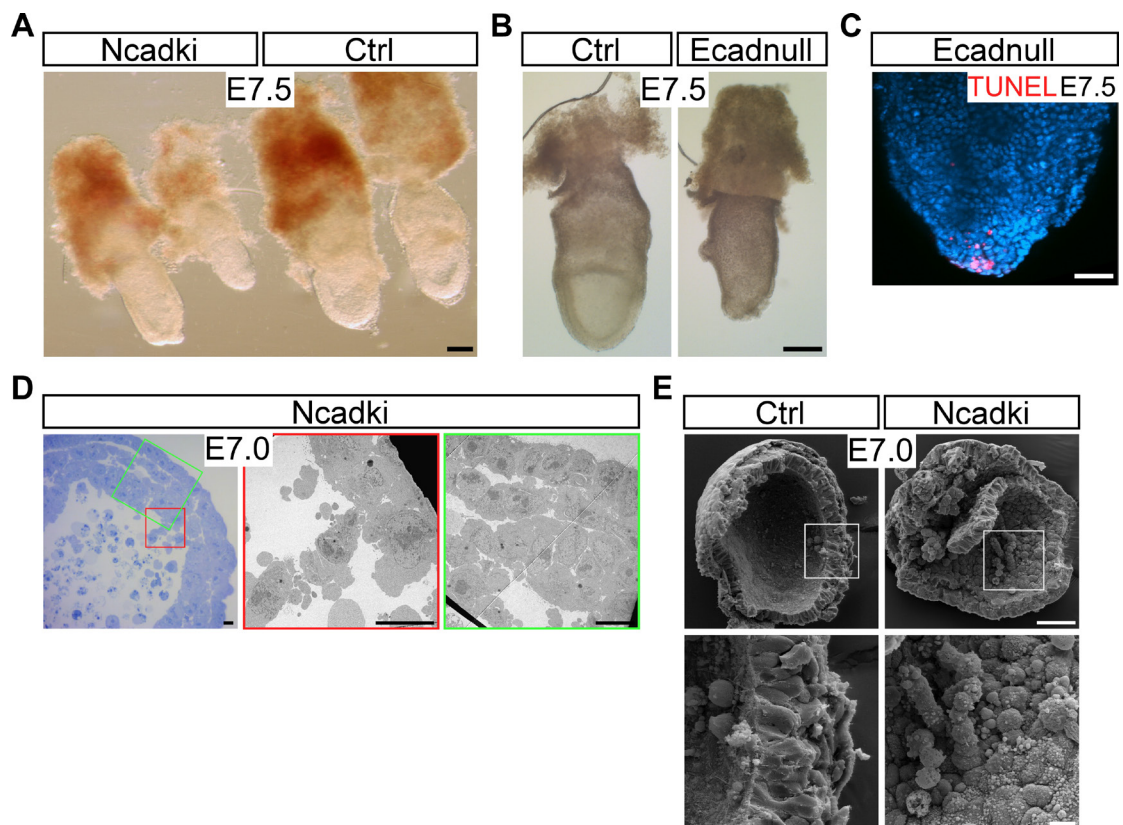 A
Ncadki
Ctrl
E7.5
B
Ctrl
Ecadnull
E7.5
C
Ecadnull
TUNEL E7.5
D
Ncadki
E7.0
E
Ctrl
Ncadki
E7.0